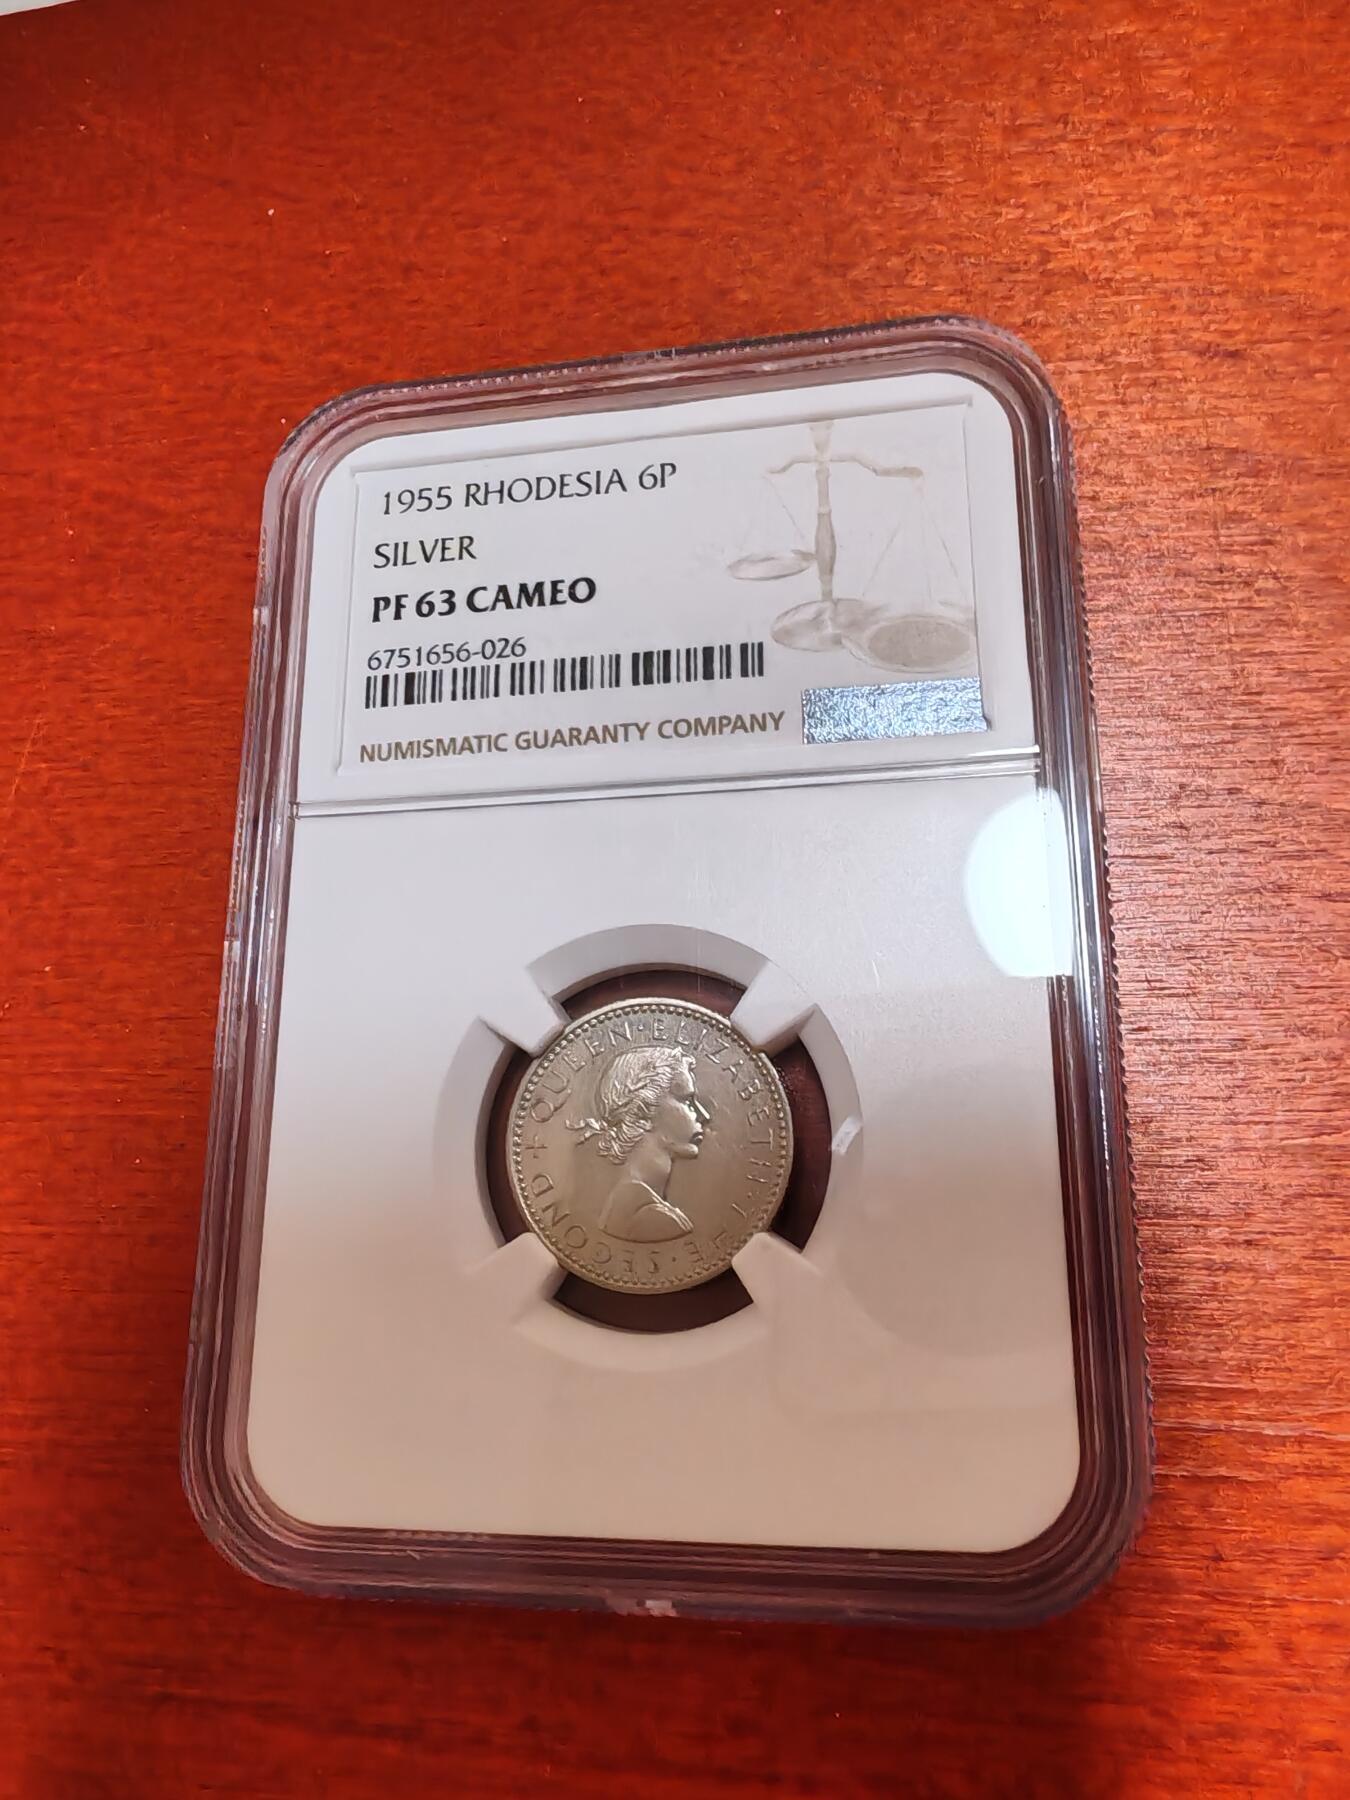 1955 RHODESIA 6P
SILVER
PF 63 CAMEO
6751656-026
NUMISMATIC GUARANTY COMPANY
+ QUEEN · ELIZABETH · THE · SECOND